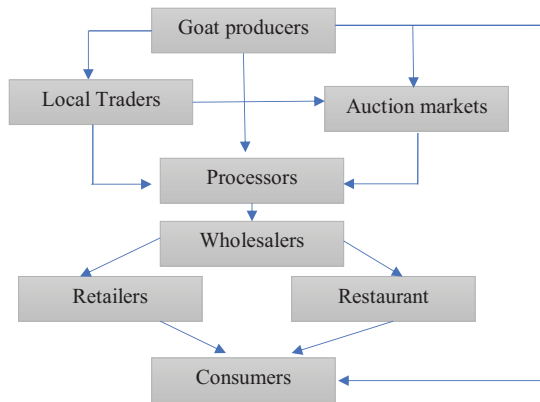 Goat producers
Local Traders
Auction markets
Processors
Wholesalers
Retailers
Restaurant
Consumers